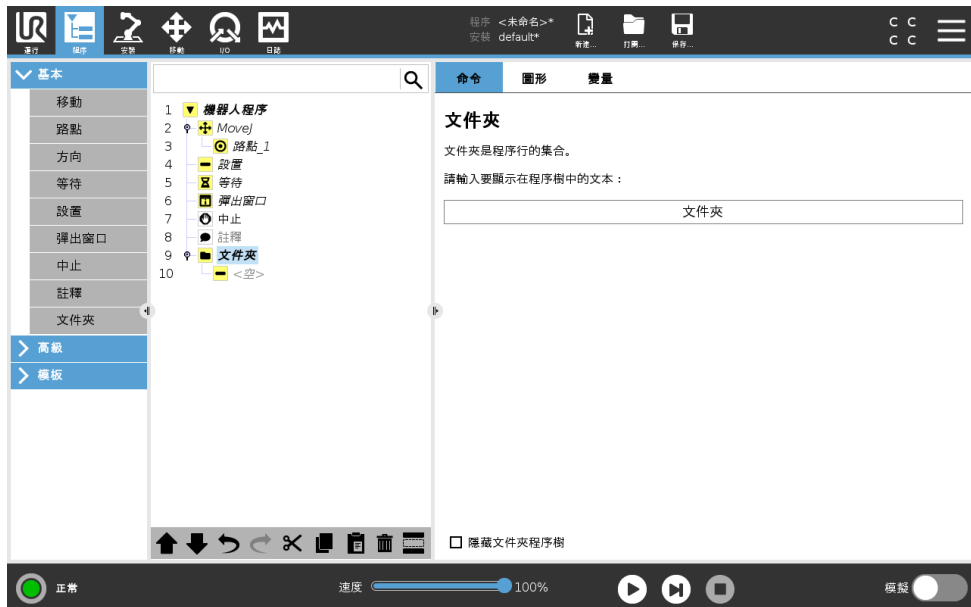 程序 <未命名>*
安裝 default*
C C
C C
運行 程序 安裝 移動 I/O 日誌 新建... 打開... 保存...
基本
移動
路點
方向
等待
設置
彈出窗口
中止
註釋
文件夾
高級
模板
1 機器人程序
2 MoveJ
3 路點_1
4 設置
5 等待
6 彈出窗口
7 中止
8 註釋
9 文件夾
10 <空>
命令 圖形 變量
文件夾
文件夾是程序行的集合。
請輸入要顯示在程序樹中的文本：
文件夾
隱藏文件夾程序樹
正常 速度 100% 模擬